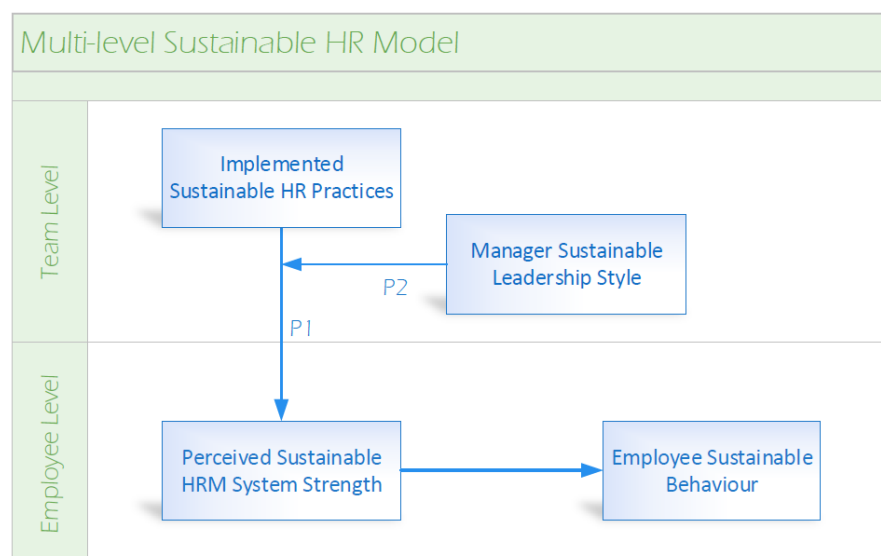 Multi-level Sustainable HR Model
Team Level
Implemented
Sustainable HR Practices
Manager Sustainable
Leadership Style
P2
P1
Employee Level
Perceived Sustainable
HRM System Strength
Employee Sustainable
Behaviour